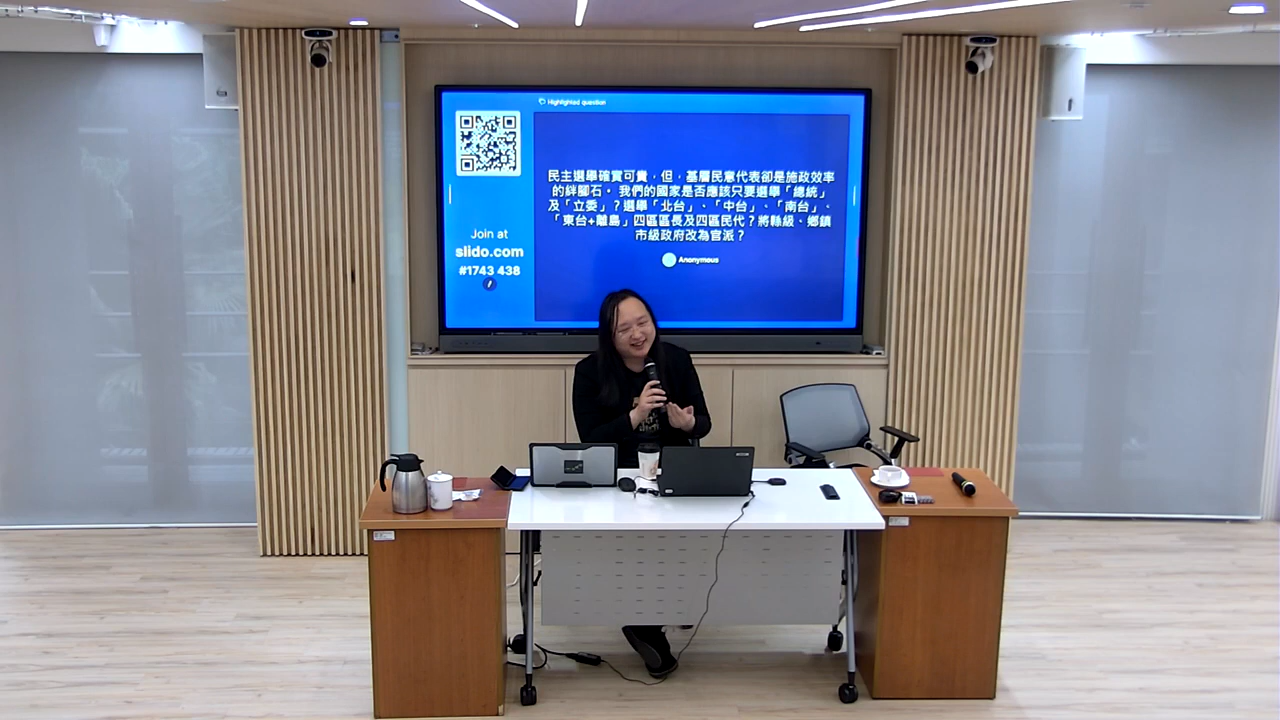 Highlighted question
民主選舉確實可貴，但，基層民意代表卻是施政效率
的絆腳石。 我們的國家是否應該只要選舉「總統」
及「立委」？選舉「北台」、「中台」、「南台」、
「東台+離島」四區區長及四區民代？將縣級、鄉鎮
市級政府改為官派？
Anonymous
Join at
slido.com
#1743 438